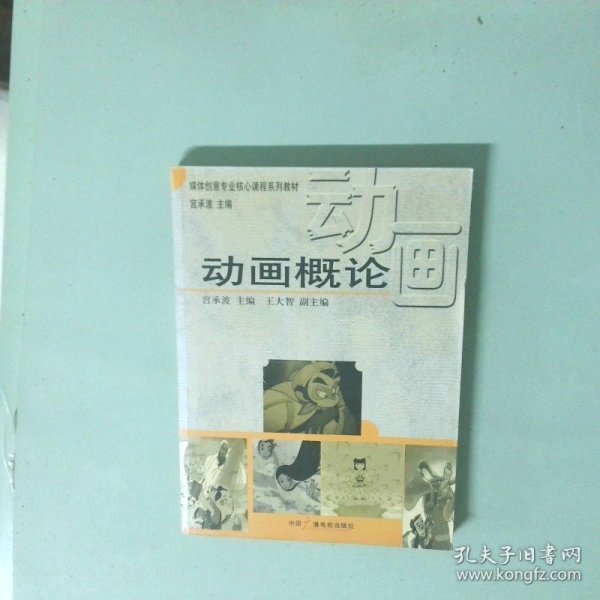 媒体创意专业核心课程系列教材
宫承波 主编
动画
动画概论
宫承波 主编 王大智 副主编
中国广播电视出版社
孔夫子旧书网
www.kongfz.com